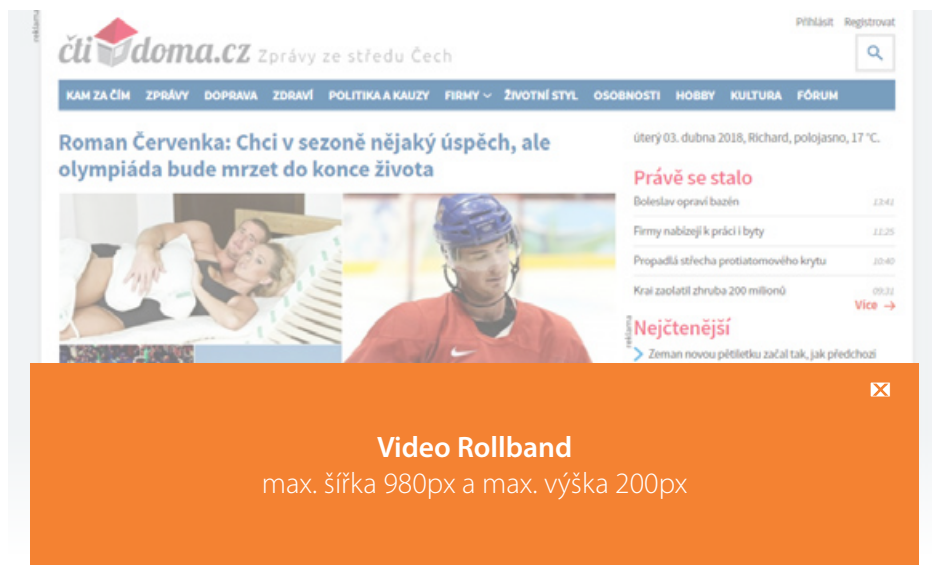 reklama
Přihlásit Registrovat
čtidoma.cz Zprávy ze středu Čech
KAM ZA ČÍM ZPRÁVY DOPRAVA ZDRAVÍ POLITIKA A KAUZY FIRMY ŽIVOTNÍ STYL OSOBNOSTI HOBBY KULTURA FÓRUM
Roman Červenka: Chci v sezoně nějaký úspěch, ale
olympiáda bude mrzet do konce života
úterý 03. dubna 2018, Richard, polojasno, 17 °C.
Právě se stalo
Boleslav opraví bazén 13:41
Firmy nabízejí k práci i byty 11:25
Propadlá střecha protiatomového krytu 10:40
Kraj zaplatil zhruba 200 milionů 09:31
Více →
reklama
Nejčtenější
Zeman novou pětiletku začal tak, jak předchozí
Video Rollband
max. šířka 980px a max. výška 200px